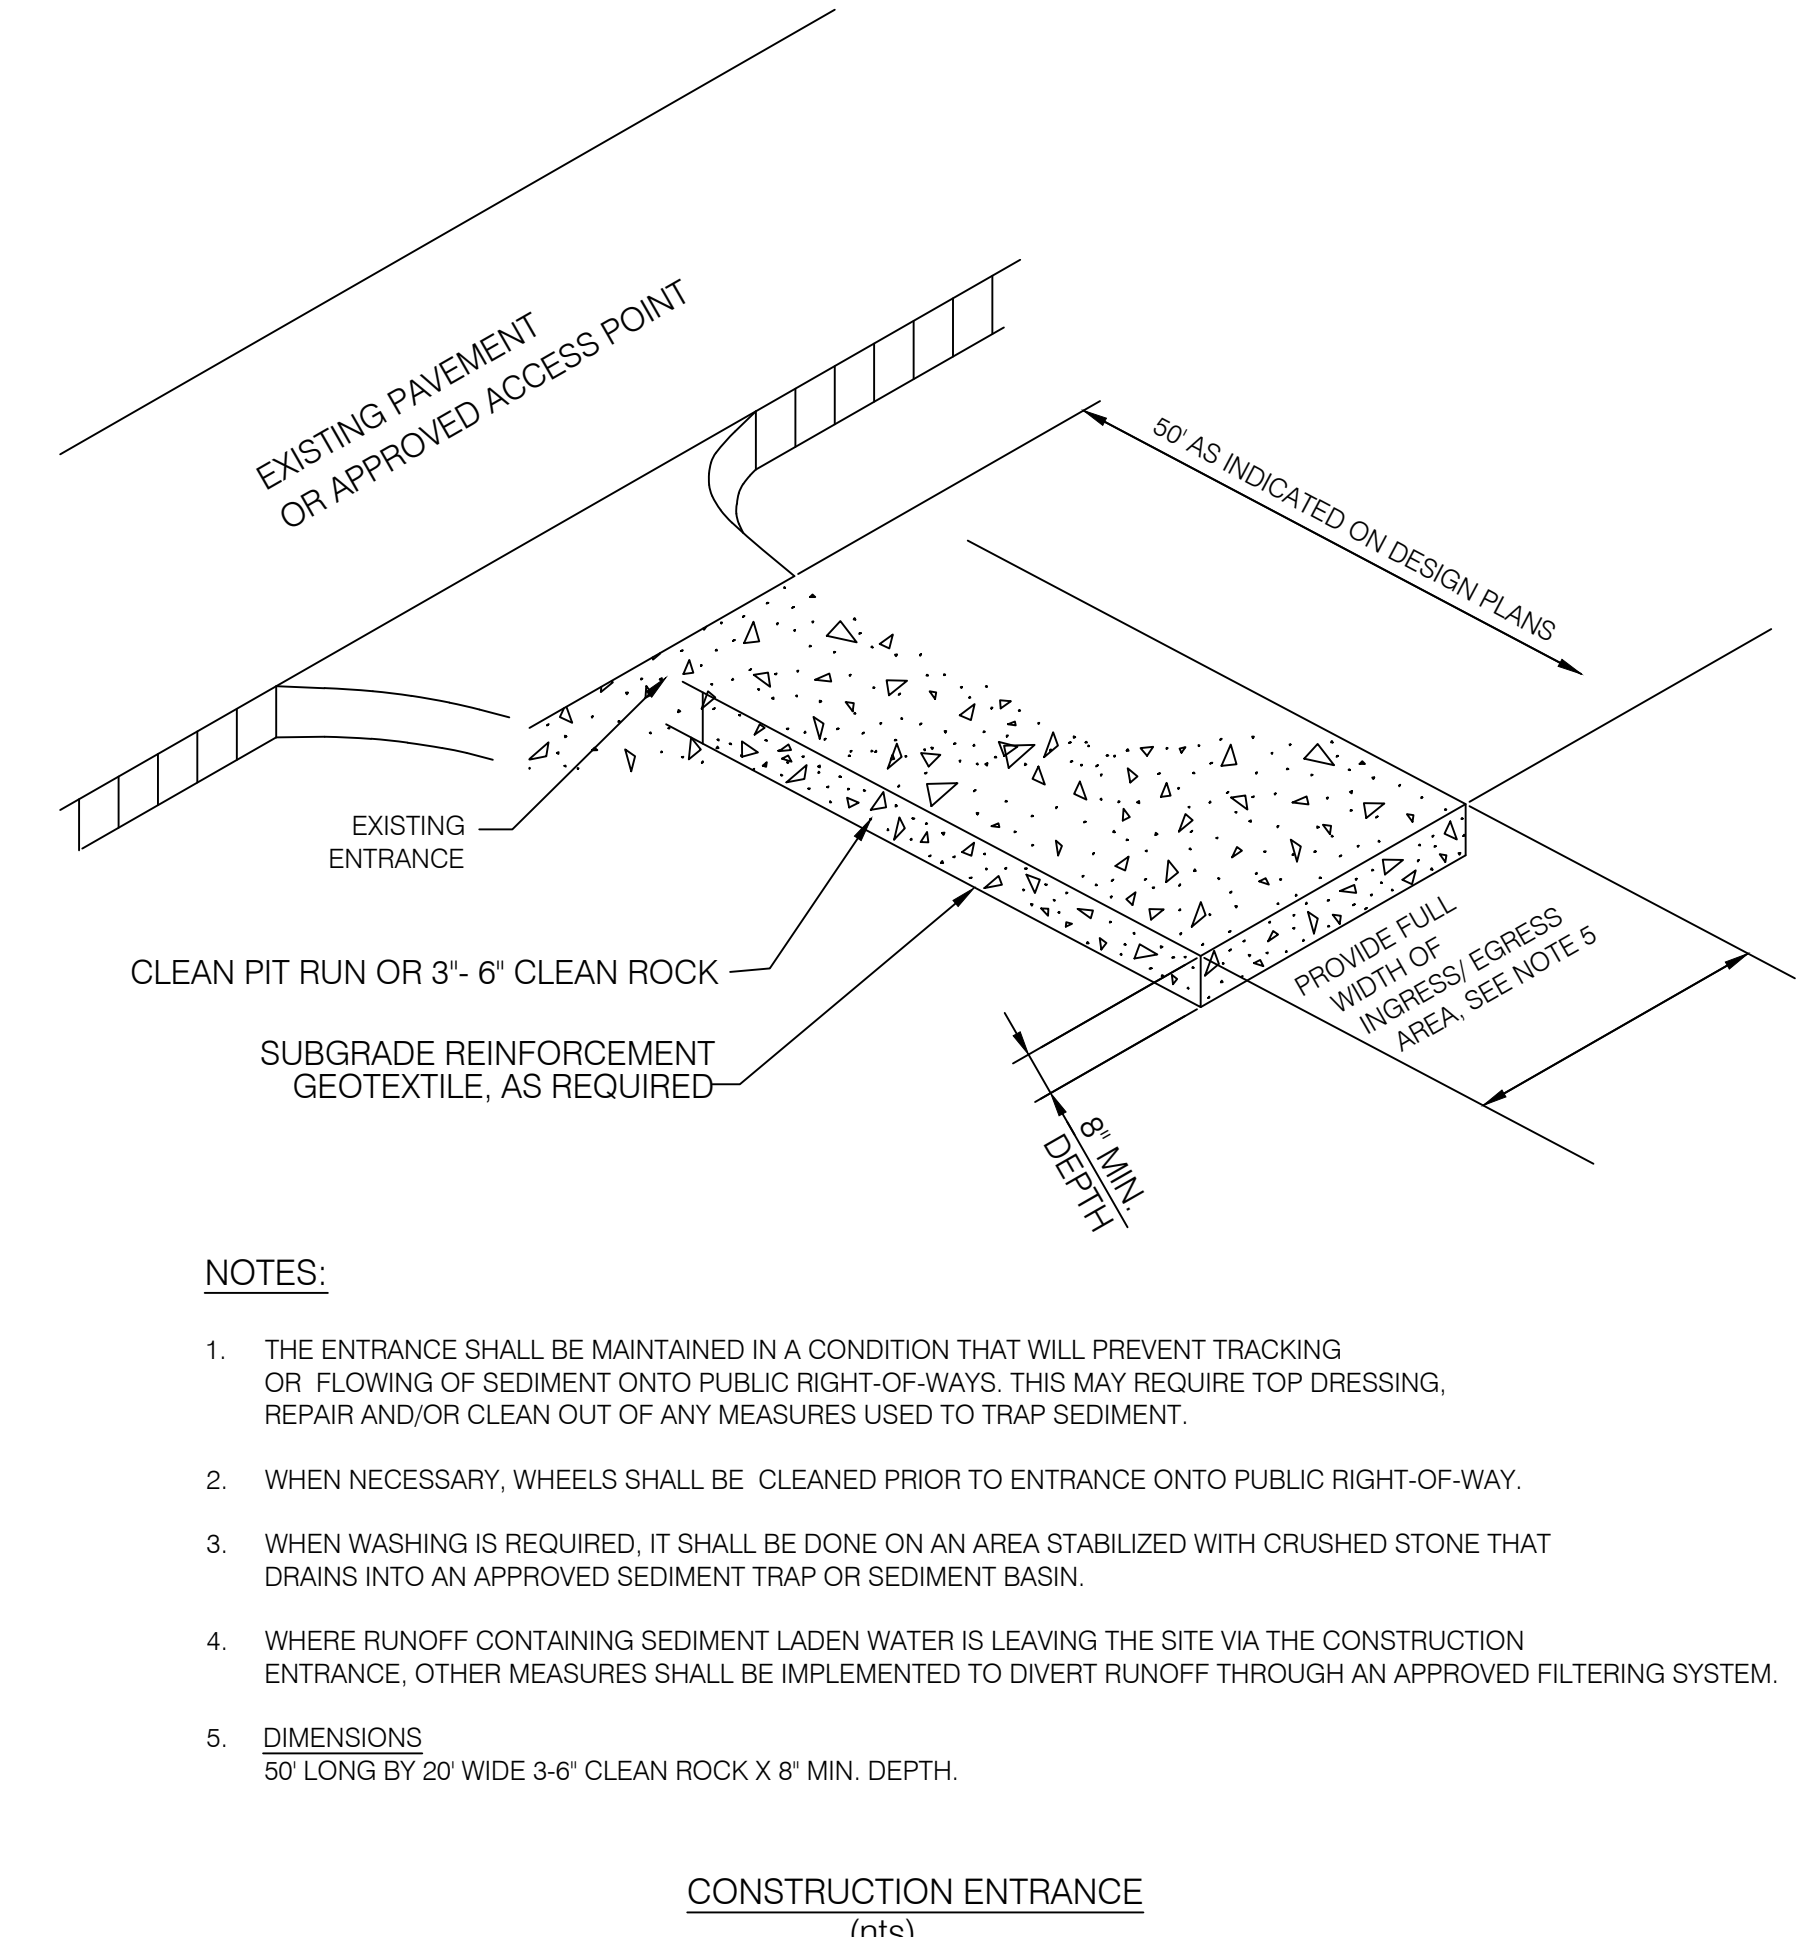 EXISTING PAVEMENT
OR APPROVED ACCESS POINT
50' AS INDICATED ON DESIGN PLANS
EXISTING
ENTRANCE
CLEAN PIT RUN OR 3"- 6" CLEAN ROCK
SUBGRADE REINFORCEMENT
GEOTEXTILE, AS REQUIRED
PROVIDE FULL
WIDTH OF
INGRESS/ EGRESS
AREA, SEE NOTE 5
8" MIN.
DEPTH
NOTES:
1. THE ENTRANCE SHALL BE MAINTAINED IN A CONDITION THAT WILL PREVENT TRACKING
OR FLOWING OF SEDIMENT ONTO PUBLIC RIGHT-OF-WAYS. THIS MAY REQUIRE TOP DRESSING,
REPAIR AND/OR CLEAN OUT OF ANY MEASURES USED TO TRAP SEDIMENT.
2. WHEN NECESSARY, WHEELS SHALL BE CLEANED PRIOR TO ENTRANCE ONTO PUBLIC RIGHT-OF-WAY.
3. WHEN WASHING IS REQUIRED, IT SHALL BE DONE ON AN AREA STABILIZED WITH CRUSHED STONE THAT
DRAINS INTO AN APPROVED SEDIMENT TRAP OR SEDIMENT BASIN.
4. WHERE RUNOFF CONTAINING SEDIMENT LADEN WATER IS LEAVING THE SITE VIA THE CONSTRUCTION
ENTRANCE, OTHER MEASURES SHALL BE IMPLEMENTED TO DIVERT RUNOFF THROUGH AN APPROVED FILTERING SYSTEM.
5. DIMENSIONS
50' LONG BY 20' WIDE 3-6" CLEAN ROCK X 8" MIN. DEPTH.
CONSTRUCTION ENTRANCE
(nts)